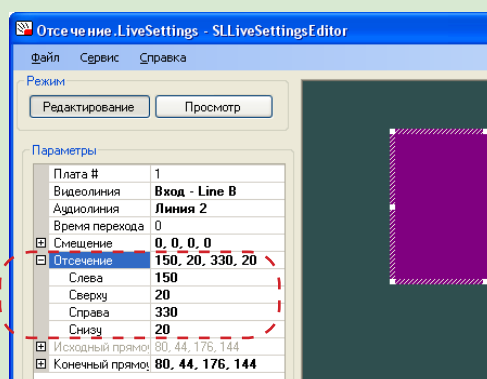 Отсечение.LiveSettings - SLLiveSettingsEditor
Файл Сервис Справка
Режим
Редактирование Просмотр
Параметры
Плата # 1
Видеолиния Вход - Line B
Аудиолиния Линия 2
Время перехода 0
Смещение 0, 0, 0, 0
Отсечение 150, 20, 330, 20
Слева 150
Сверху 20
Справа 330
Снизу 20
Исходный прямоу 80, 44, 176, 144
Конечный прямоу 80, 44, 176, 144